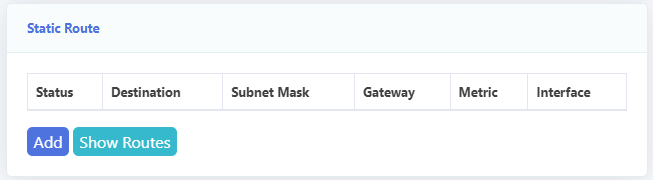 Static Route
Status Destination Subnet Mask Gateway Metric Interface
Add Show Routes